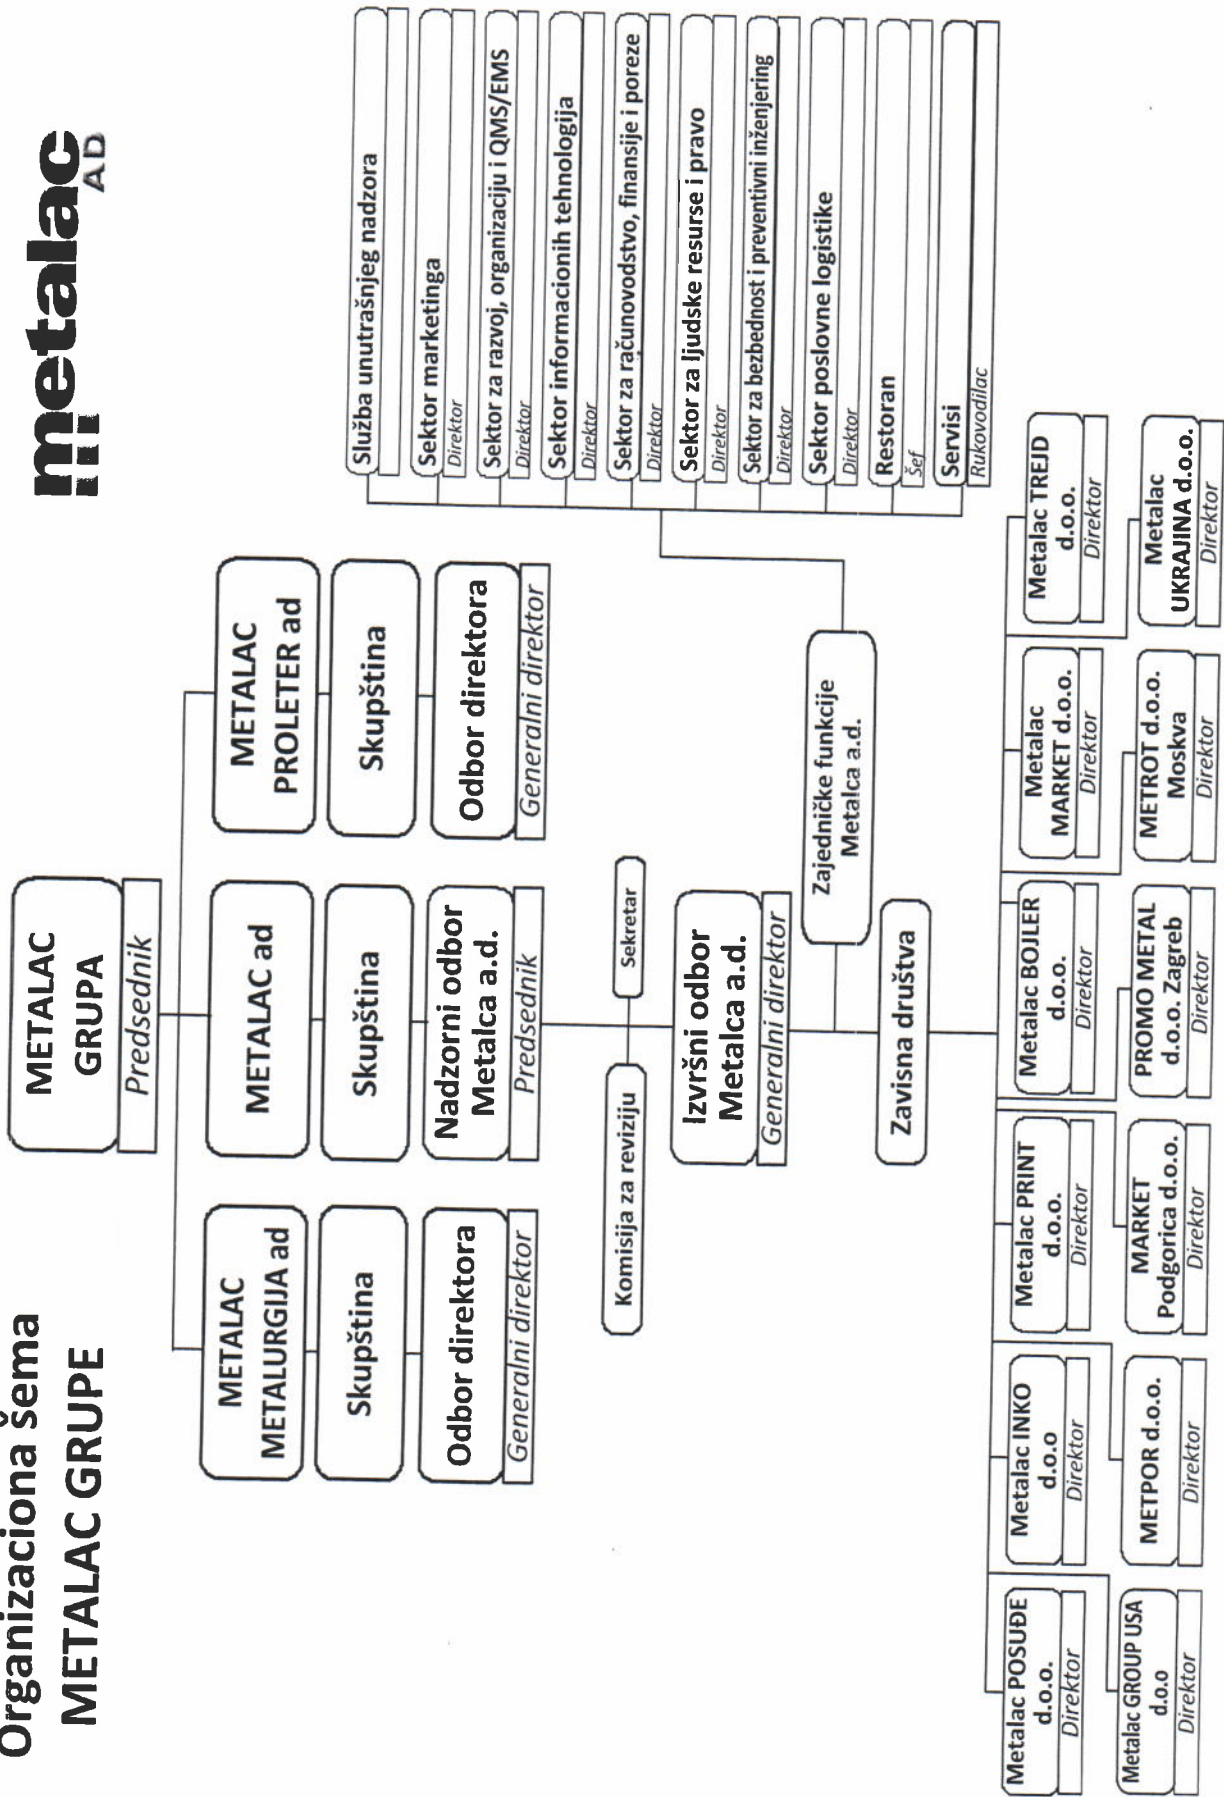 Organizaciona šema
METALAC GRUPE
metalac
AD
METALAC
GRUPA
Predsednik
METALAC
METALURGIJA ad
Skupština
Odbor direktora
Generalni direktor
METALAC ad
Skupština
Nadzorni odbor
Metalca a.d.
Predsednik
METALAC
PROLETER ad
Skupština
Odbor direktora
Generalni direktor
Komisija za reviziju
Sekretar
Izvršni odbor
Metalca a.d.
Generalni direktor
Zajedničke funkcije
Metalca a.d.
Služba unutrašnjeg nadzora
Sektor marketinga
Direktor
Sektor za razvoj, organizaciju i QMS/EMS
Direktor
Sektor informacionih tehnologija
Direktor
Sektor za računovodstvo, finansije i poreze
Direktor
Sektor za ljudske resurse i pravo
Direktor
Sektor za bezbednost i preventivni inženjering
Direktor
Sektor poslovne logistike
Direktor
Restoran
Šef
Servisi
Rukovodilac
Zavisna društva
Metalac POSUĐE
d.o.o.
Direktor
Metalac INKO
d.o.o
Direktor
Metalac PRINT
d.o.o.
Direktor
Metalac BOJLER
d.o.o.
Direktor
Metalac
MARKET d.o.o.
Direktor
Metalac TREJD
d.o.o.
Direktor
Metalac GROUP USA
d.o.o
Direktor
METPOR d.o.o.
Direktor
MARKET
Podgorica d.o.o.
Direktor
PROMO METAL
d.o.o. Zagreb
Direktor
METROT d.o.o.
Moskva
Direktor
Metalac
UKRAJINA d.o.o.
Direktor